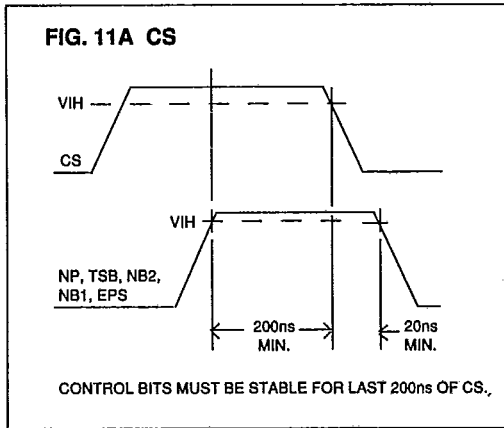 FIG. 11A CS
VIH
CS
VIH
NP, TSB, NB2,
NB1, EPS
200ns
MIN.
20ns
MIN.
CONTROL BITS MUST BE STABLE FOR LAST 200ns OF CS.